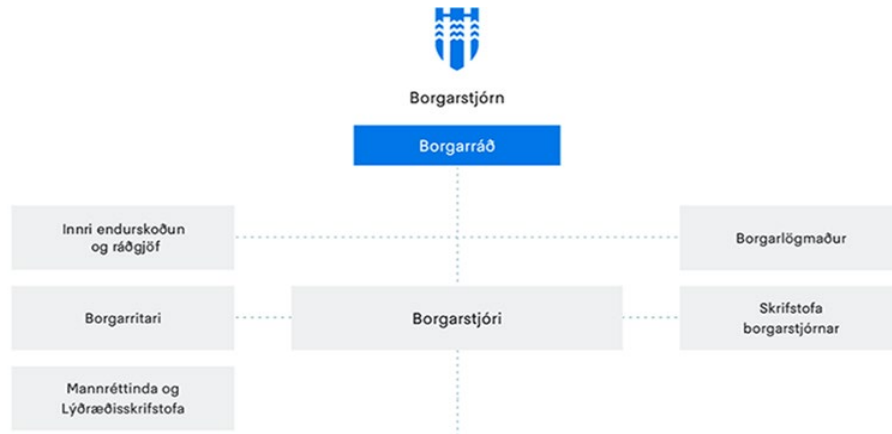 Borgarstjórn
Borgarráð
Innri endurskoðun
og ráðgjöf
Borgarlögmaður
Borgarritari
Borgarstjóri
Skrifstofa
borgarstjórnar
Mannréttinda og
Lýðræðisskrifstofa